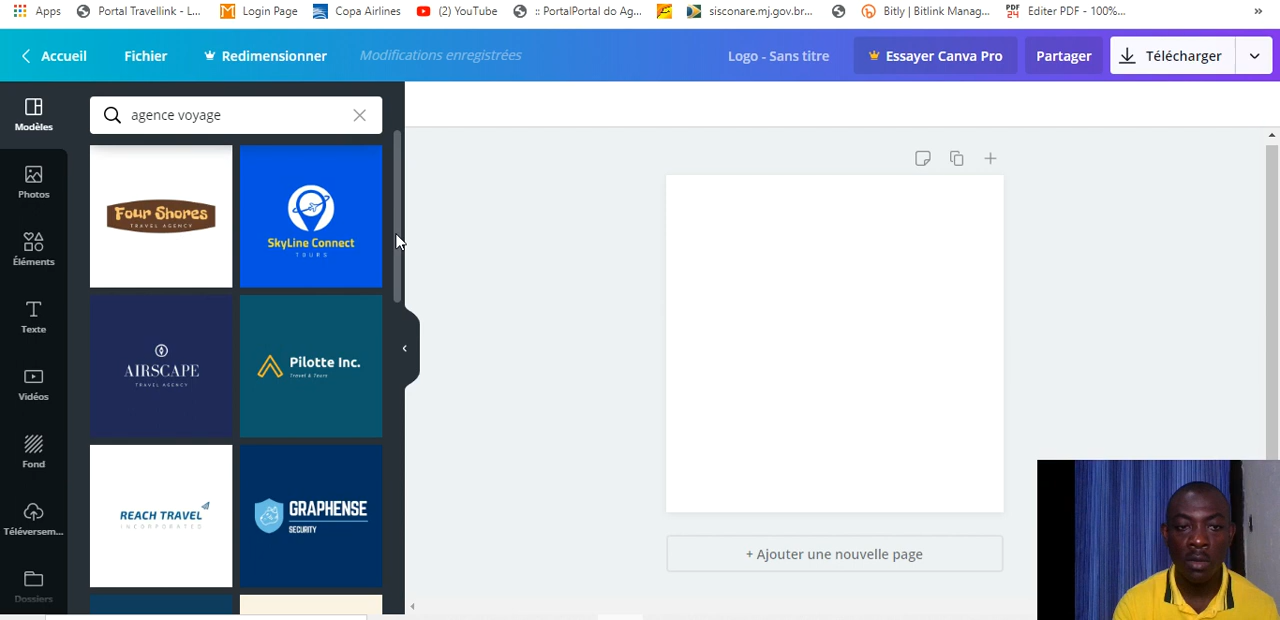 Apps
Portal Travellink - L...
Login Page
Copa Airlines
(2) YouTube
:: PortalPortal do Ag...
sisconare.mj.gov.br...
Bitly | Bitlink Manag...
PDF 24
Editer PDF - 100%...
»
Accueil
Fichier
Redimensionner
Modifications enregistrées
Logo - Sans titre
Essayer Canva Pro
Partager
Télécharger
Modèles
Photos
Éléments
Texte
Vidéos
Fond
Téléversem...
Dossiers
agence voyage
Four Shores
TRAVEL AGENCY
SkyLine Connect
TOURS
AIRSCAPE
TRAVEL AGENCY
Pilotte Inc.
Travel & Tours
REACH TRAVEL
INCORPORATED
GRAPHENSE
SECURITY
+ Ajouter une nouvelle page